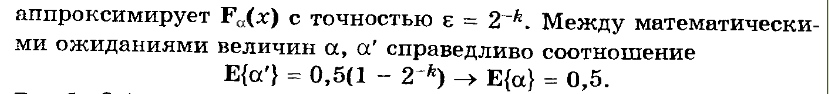 аппроксимирует F_α(x) с точностью ε = 2^{-k}. Между математически-
ми ожиданиями величин α, α′ справедливо соотношение
E{α′} = 0,5(1 − 2^{-k}) → E{α} = 0,5.